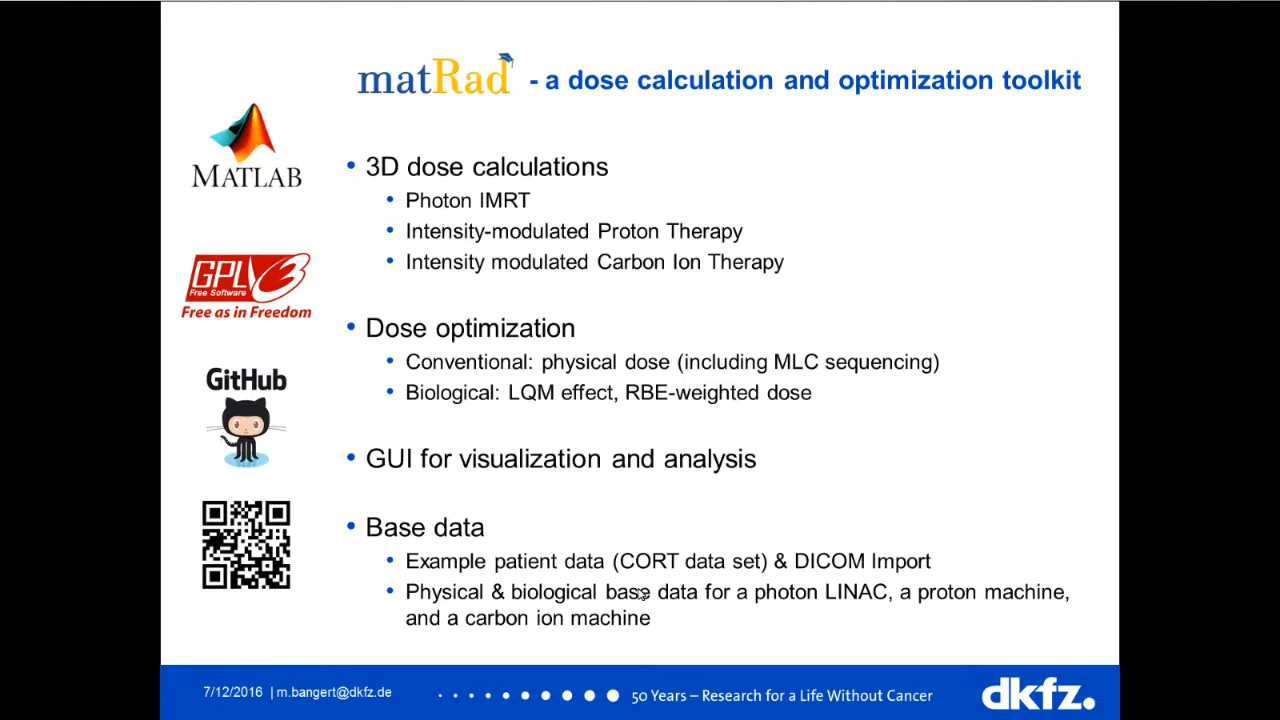 matRad - a dose calculation and optimization toolkit
MATLAB
• 3D dose calculations
• Photon IMRT
• Intensity-modulated Proton Therapy
• Intensity modulated Carbon Ion Therapy
GPL v3
Free Software
Free as in Freedom
• Dose optimization
• Conventional: physical dose (including MLC sequencing)
• Biological: LQM effect, RBE-weighted dose
GitHub
• GUI for visualization and analysis
• Base data
• Example patient data (CORT data set) & DICOM Import
• Physical & biological base data for a photon LINAC, a proton machine,
and a carbon ion machine
7/12/2016 | m.bangert@dkfz.de
50 Years – Research for a Life Without Cancer
dkfz.